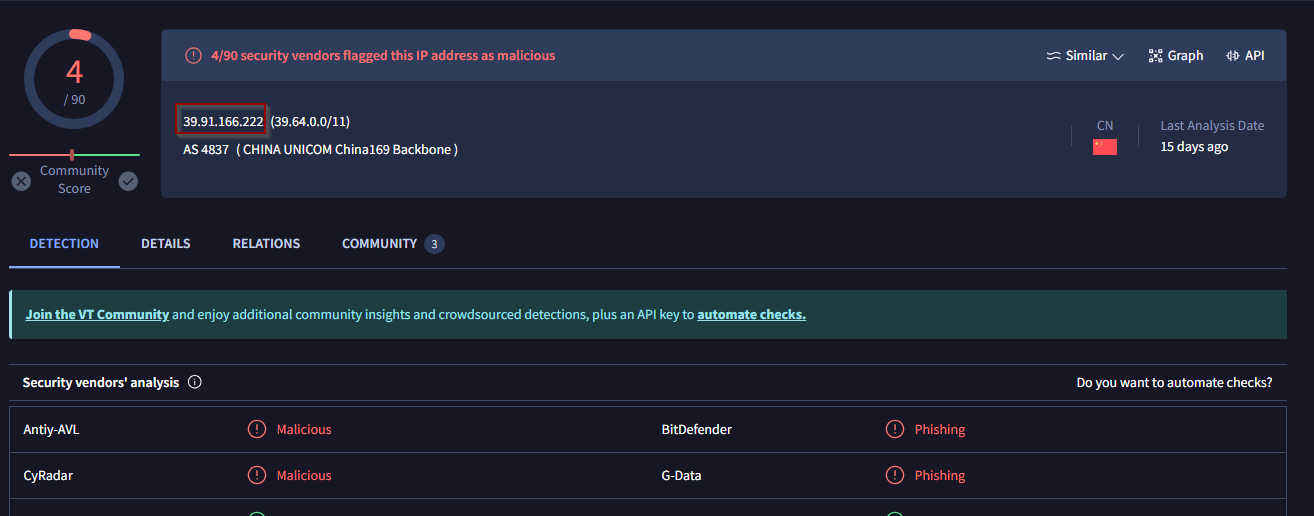 4
/ 90
Community
Score
4/90 security vendors flagged this IP address as malicious
Similar
Graph
API
39.91.166.222 (39.64.0.0/11)
AS 4837 ( CHINA UNICOM China169 Backbone )
CN
Last Analysis Date
15 days ago
DETECTION DETAILS RELATIONS COMMUNITY 3
Join the VT Community and enjoy additional community insights and crowdsourced detections, plus an API key to automate checks.
Security vendors' analysis
Do you want to automate checks?
Antiy-AVL Malicious BitDefender Phishing
CyRadar Malicious G-Data Phishing